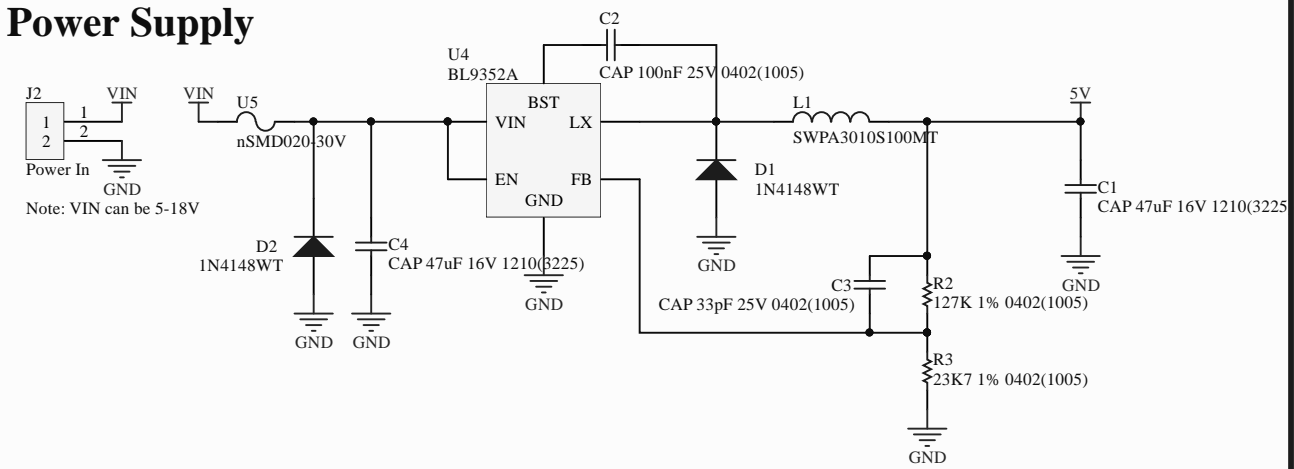 Power Supply
C2
CAP 100nF 25V 0402(1005)
U4
BL9352A
BST
VIN
LX
EN
FB
GND
J2
VIN
1
1
2
2
Power In
GND
Note: VIN can be 5-18V
VIN
U5
nSMD020-30V
L1
SWPA3010S100MT
5V
D1
1N4148WT
GND
C1
CAP 47uF 16V 1210(3225
GND
D2
1N4148WT
GND
C4
CAP 47uF 16V 1210(3225)
GND
GND
C3
CAP 33pF 25V 0402(1005)
R2
127K 1% 0402(1005)
R3
23K7 1% 0402(1005)
GND